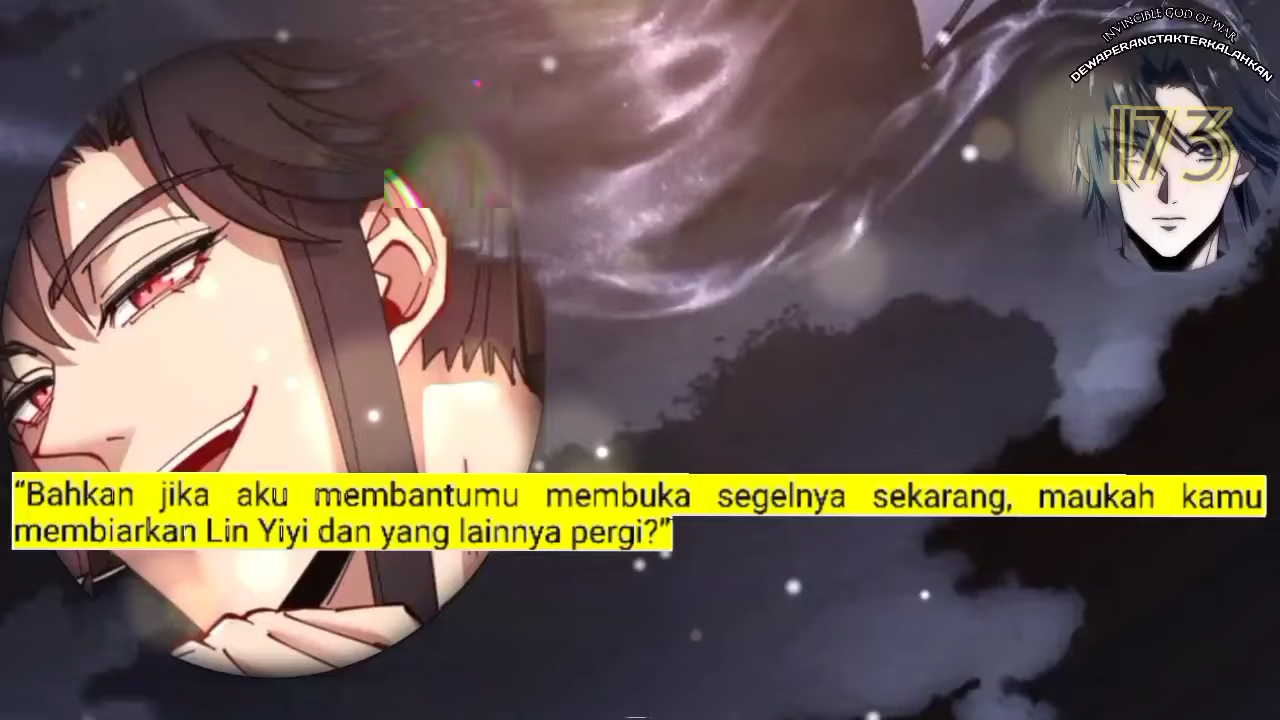 INVINCIBLE GOD OF WAR
DEWAPERANGTAKTERKALAHKAN
173
“Bahkan jika aku membantumu membuka segelnya sekarang, maukah kamu
membiarkan Lin Yiyi dan yang lainnya pergi?”